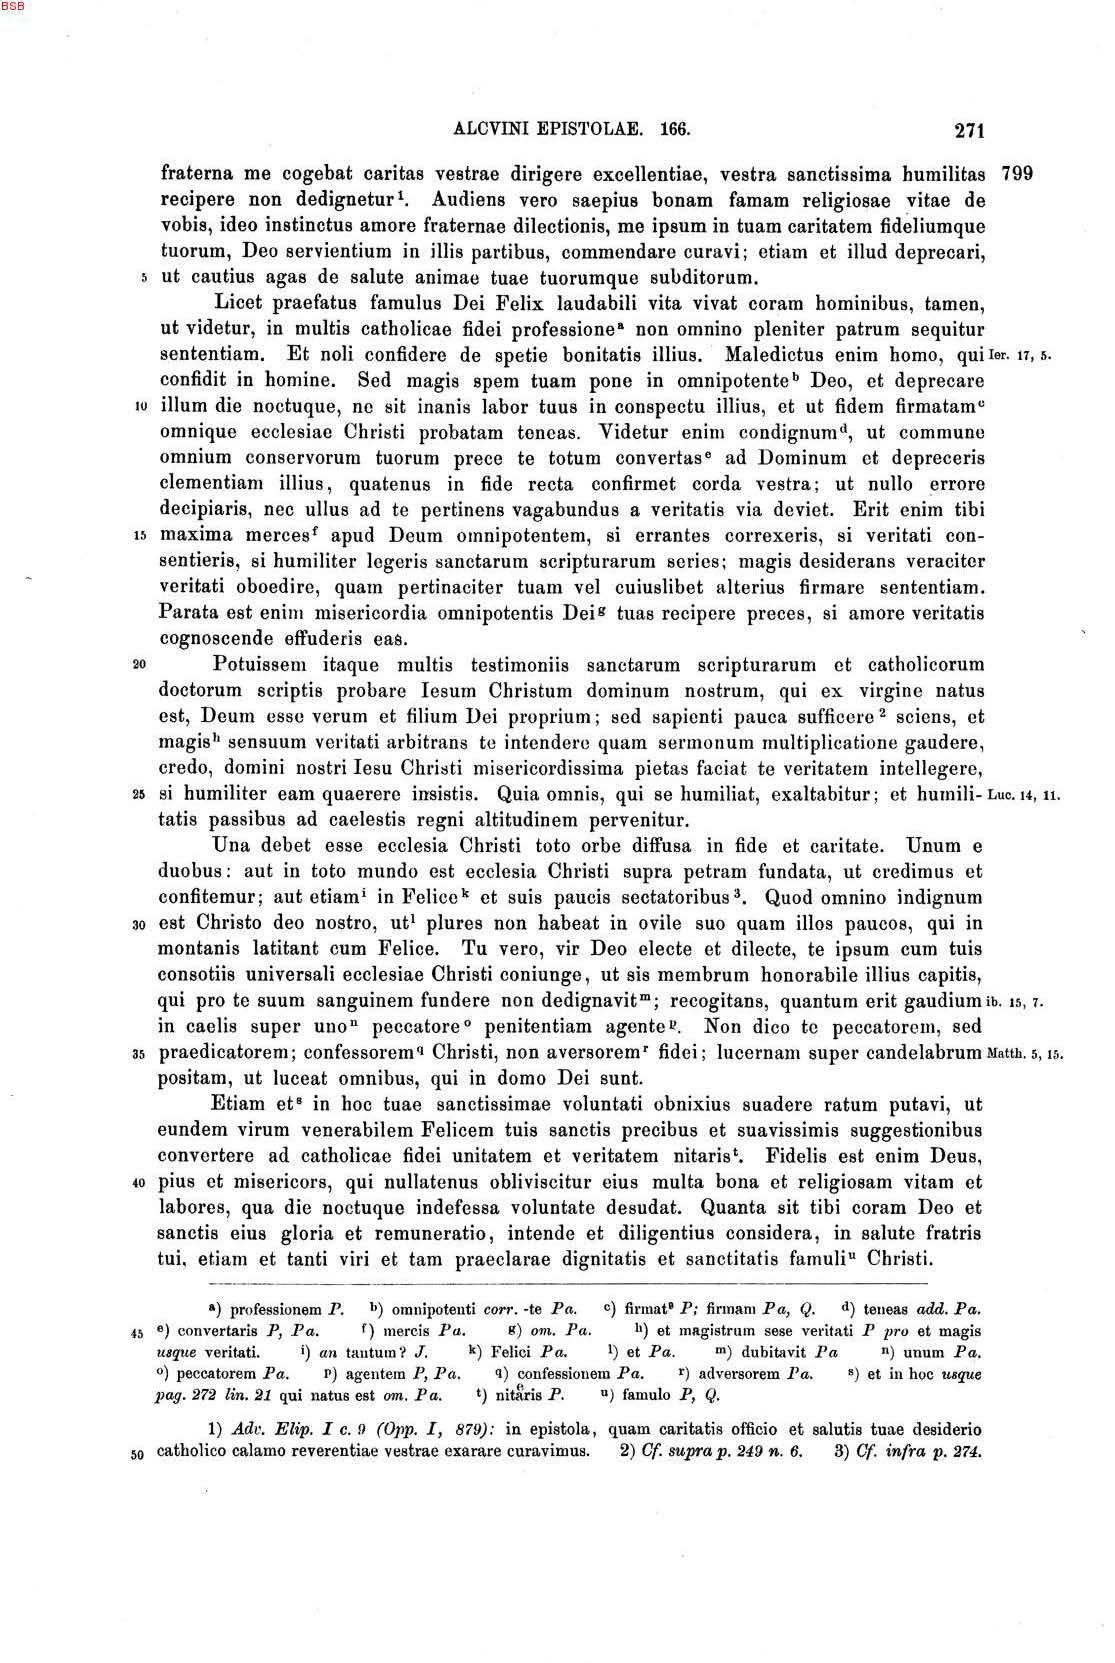 BSB
ALCVINI EPISTOLAE. 166. 271
fraterna me cogebat caritas vestrae dirigere excellentiae, vestra sanctissima humilitas 799
recipere non dedignetur¹. Audiens vero saepius bonam famam religiosae vitae de
vobis, ideo instinctus amore fraternae dilectionis, me ipsum in tuam caritatem fideliumque
tuorum, Deo servientium in illis partibus, commendare curavi; etiam et illud deprecari,
5 ut cautius agas de salute animae tuae tuorumque subditorum.
Licet praefatus famulus Dei Felix laudabili vita vivat coram hominibus, tamen,
ut videtur, in multis catholicae fidei professioneᵃ non omnino pleniter patrum sequitur
sententiam. Et noli confidere de spetie bonitatis illius. Maledictus enim homo, qui Ier. 17, 5.
confidit in homine. Sed magis spem tuam pone in omnipotenteᵇ Deo, et deprecare
10 illum die noctuque, ne sit inanis labor tuus in conspectu illius, et ut fidem firmatamᶜ
omnique ecclesiae Christi probatam teneas. Videtur enim condignumᵈ, ut commune
omnium conservorum tuorum prece te totum convertasᵉ ad Dominum et depreceris
clementiam illius, quatenus in fide recta confirmet corda vestra; ut nullo errore
decipiaris, nec ullus ad te pertinens vagabundus a veritatis via deviet. Erit enim tibi
15 maxima mercesᶠ apud Deum omnipotentem, si errantes correxeris, si veritati con-
sentieris, si humiliter legeris sanctarum scripturarum series; magis desiderans veraciter
veritati oboedire, quam pertinaciter tuam vel cuiuslibet alterius firmare sententiam.
Parata est enim misericordia omnipotentis Deiᵍ tuas recipere preces, si amore veritatis
cognoscende effuderis eas.
20 Potuissem itaque multis testimoniis sanctarum scripturarum et catholicorum
doctorum scriptis probare Iesum Christum dominum nostrum, qui ex virgine natus
est, Deum esse verum et filium Dei proprium; sed sapienti pauca sufficere² sciens, et
magisʰ sensuum veritati arbitrans te intendere quam sermonum multiplicatione gaudere,
credo, domini nostri Iesu Christi misericordissima pietas faciat te veritatem intellegere,
25 si humiliter eam quaerere insistis. Quia omnis, qui se humiliat, exaltabitur; et humili- Luc. 14, 11.
tatis passibus ad caelestis regni altitudinem pervenitur.
Una debet esse ecclesia Christi toto orbe diffusa in fide et caritate. Unum e
duobus: aut in toto mundo est ecclesia Christi supra petram fundata, ut credimus et
confitemur; aut etiamⁱ in Feliceᵏ et suis paucis sectatoribus³. Quod omnino indignum
30 est Christo deo nostro, utˡ plures non habeat in ovile suo quam illos paucos, qui in
montanis latitant cum Felice. Tu vero, vir Deo electe et dilecte, te ipsum cum tuis
consotiis universali ecclesiae Christi coniunge, ut sis membrum honorabile illius capitis,
qui pro te suum sanguinem fundere non dedignavitᵐ; recogitans, quantum erit gaudium ib. 15, 7.
in caelis super unoⁿ peccatoreᵒ penitentiam agenteᵖ. Non dico te peccatorem, sed
35 praedicatorem; confessorem^q Christi, non aversoremʳ fidei; lucernam super candelabrum Matth. 5, 15.
positam, ut luceat omnibus, qui in domo Dei sunt.
Etiam etˢ in hoc tuae sanctissimae voluntati obnixius suadere ratum putavi, ut
eundem virum venerabilem Felicem tuis sanctis precibus et suavissimis suggestionibus
convertere ad catholicae fidei unitatem et veritatem nitarisᵗ. Fidelis est enim Deus,
40 pius et misericors, qui nullatenus obliviscitur eius multa bona et religiosam vitam et
labores, qua die noctuque indefessa voluntate desudat. Quanta sit tibi coram Deo et
sanctis eius gloria et remuneratio, intende et diligentius considera, in salute fratris
tui, etiam et tanti viri et tam praeclarae dignitatis et sanctitatis famuliᵘ Christi.
ᵃ) professionem P. ᵇ) omnipotenti corr. -te Pa. ᶜ) firmatᵉ P; firmam Pa, Q. ᵈ) teneas add. Pa.
45 ᵉ) convertaris P, Pa. ᶠ) mercis Pa. ᵍ) om. Pa. ʰ) et magistrum sese veritati P pro et magis
usque veritati. ⁱ) an tantum? J. ᵏ) Felici Pa. ˡ) et Pa. ᵐ) dubitavit Pa ⁿ) unum Pa.
ᵒ) peccatorem Pa. ᵖ) agentem P, Pa. ^q) confessionem Pa. ʳ) adversorem Pa. ˢ) et in hoc usque
pag. 272 lin. 21 qui natus est om. Pa. ᵗ) nitaͤris P. ᵘ) famulo P, Q.
1) Adv. Elip. I c. 9 (Opp. I, 879): in epistola, quam caritatis officio et salutis tuae desiderio
50 catholico calamo reverentiae vestrae exarare curavimus. 2) Cf. supra p. 249 n. 6. 3) Cf. infra p. 274.